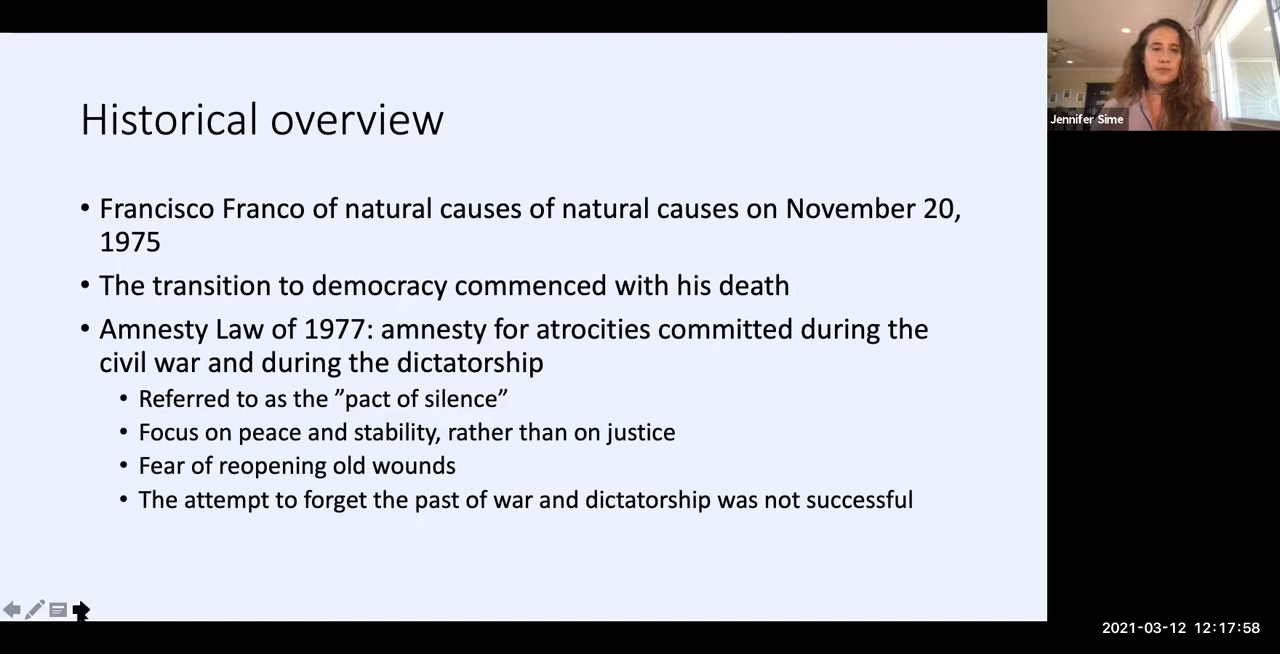 Historical overview
• Francisco Franco of natural causes of natural causes on November 20,
1975
• The transition to democracy commenced with his death
• Amnesty Law of 1977: amnesty for atrocities committed during the
civil war and during the dictatorship
• Referred to as the ”pact of silence”
• Focus on peace and stability, rather than on justice
• Fear of reopening old wounds
• The attempt to forget the past of war and dictatorship was not successful
Jennifer Sime
2021-03-12 12:17:58